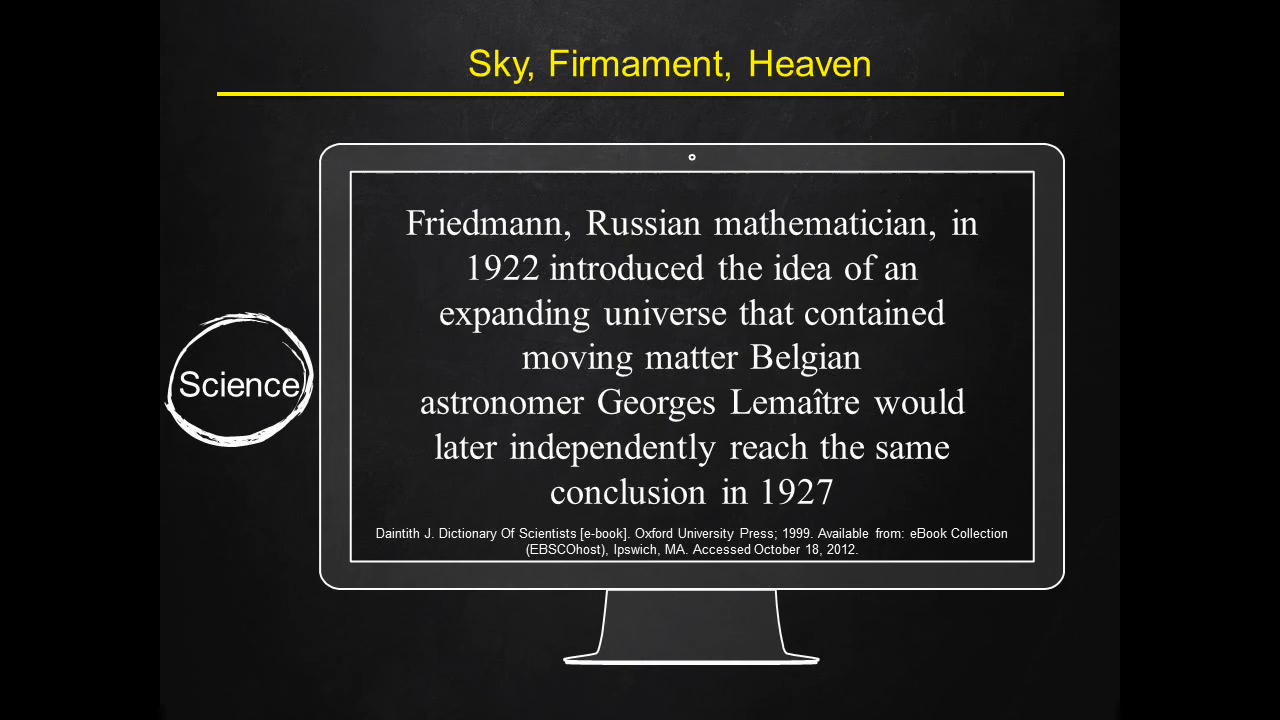 Sky, Firmament, Heaven
Science
Friedmann, Russian mathematician, in
1922 introduced the idea of an
expanding universe that contained
moving matter Belgian
astronomer Georges Lemaître would
later independently reach the same
conclusion in 1927
Daintith J. Dictionary Of Scientists [e-book]. Oxford University Press; 1999. Available from: eBook Collection
(EBSCOhost), Ipswich, MA. Accessed October 18, 2012.